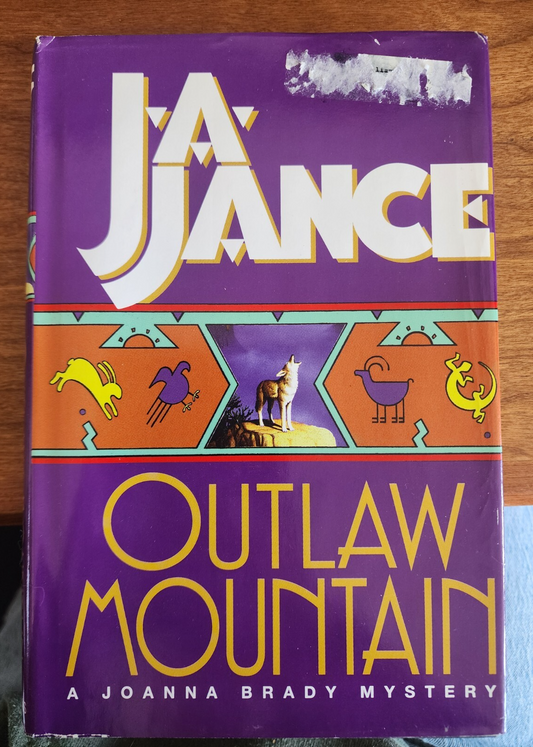 J.A.
JANCE
OUTLAW
MOUNTAIN
A JOANNA BRADY MYSTERY